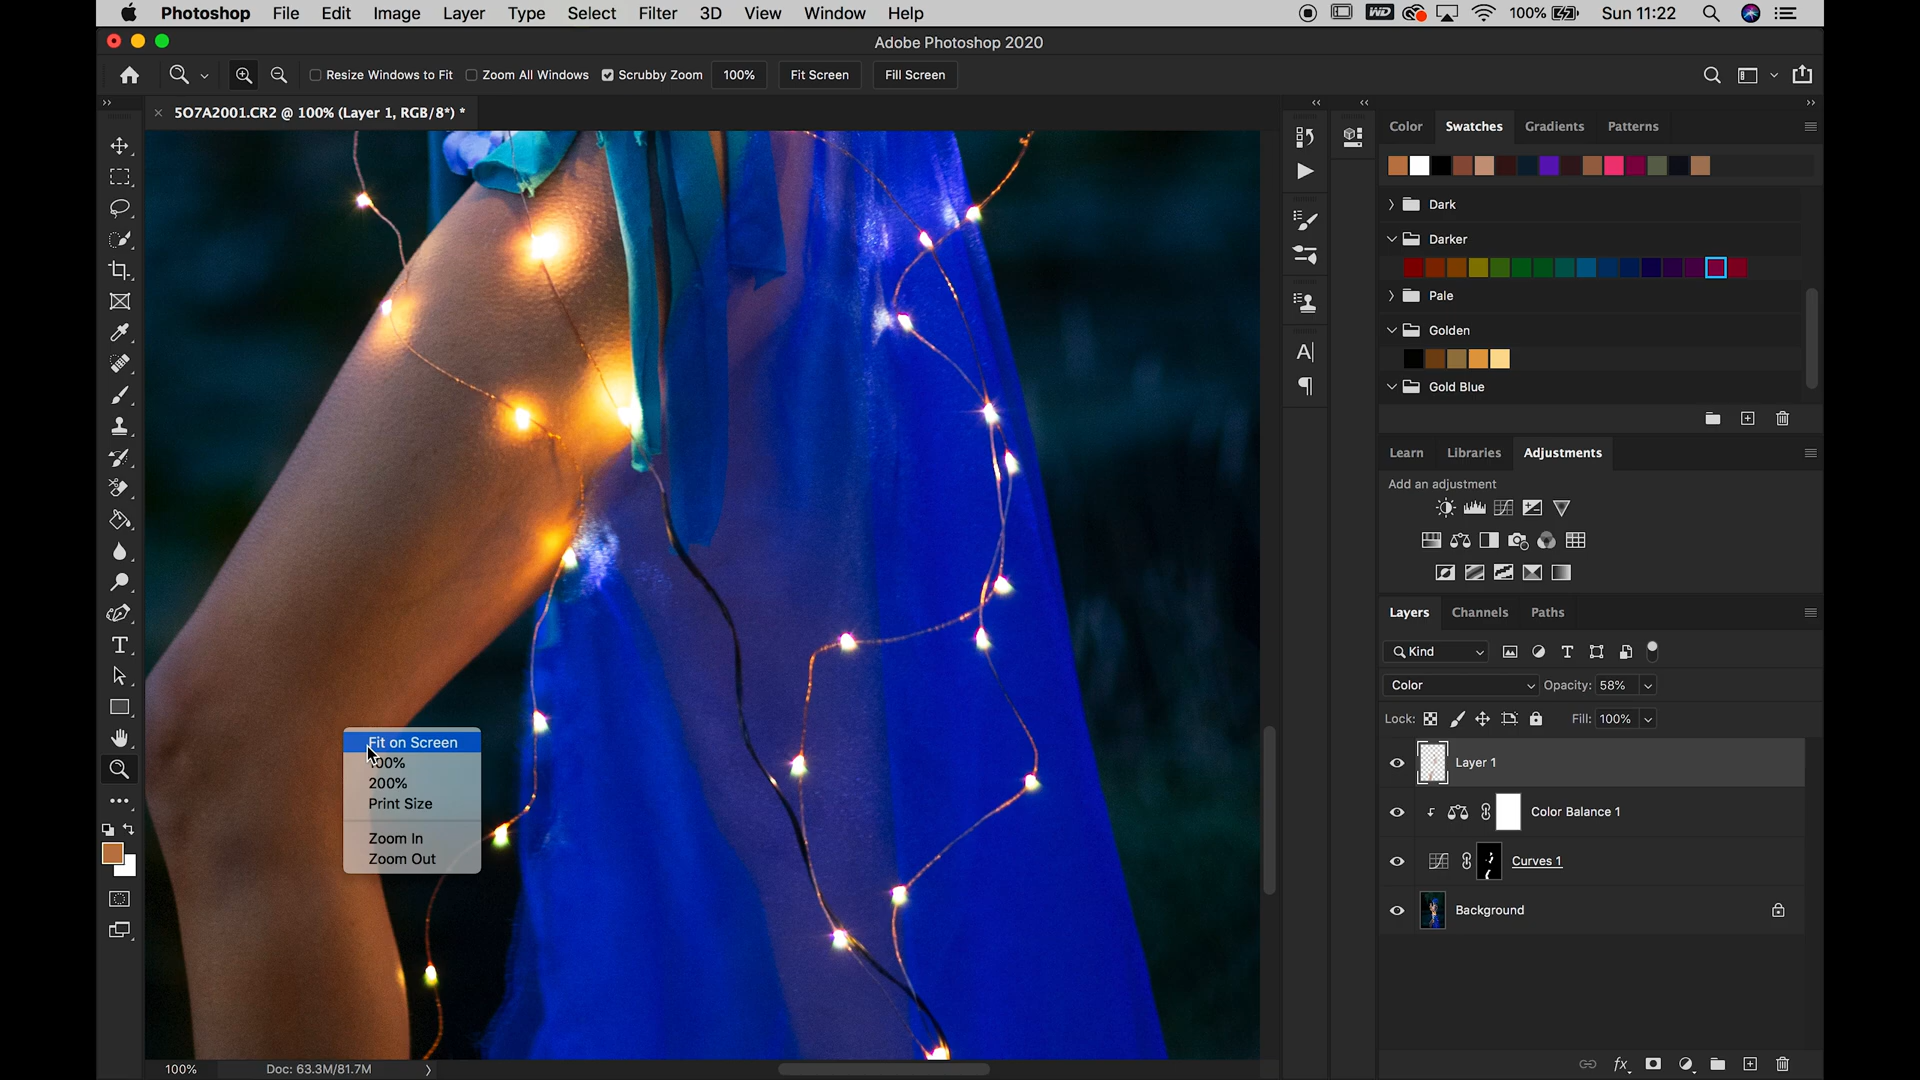 Photoshop File Edit Image Layer Type Select Filter 3D View Window Help WD 100% Sun 11:22
Adobe Photoshop 2020
Resize Windows to Fit Zoom All Windows Scrubby Zoom 100% Fit Screen Fill Screen
5O7A2001.CR2 @ 100% (Layer 1, RGB/8*) *
Color Swatches Gradients Patterns
Dark
Darker
Pale
Golden
Gold Blue
Learn Libraries Adjustments
Add an adjustment
Layers Channels Paths
Kind
Color Opacity: 58%
Lock: Fill: 100%
Layer 1
Color Balance 1
Curves 1
Background
Fit on Screen
100%
200%
Print Size
Zoom In
Zoom Out
100% Doc: 63.3M/81.7M